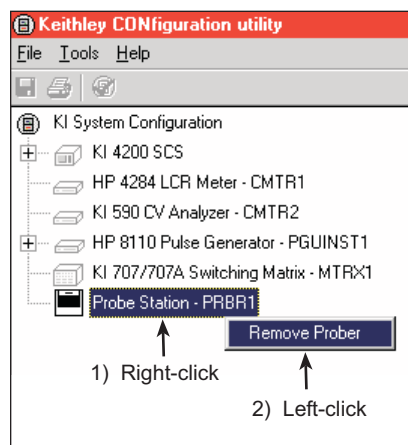 Keithley CONfiguration utility
File Tools Help
KI System Configuration
KI 4200 SCS
HP 4284 LCR Meter - CMTR1
KI 590 CV Analyzer - CMTR2
HP 8110 Pulse Generator - PGUINST1
KI 707/707A Switching Matrix - MTRX1
Probe Station - PRBR1
Remove Prober
1) Right-click
2) Left-click